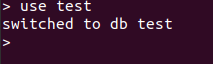 > use test
switched to db test
>